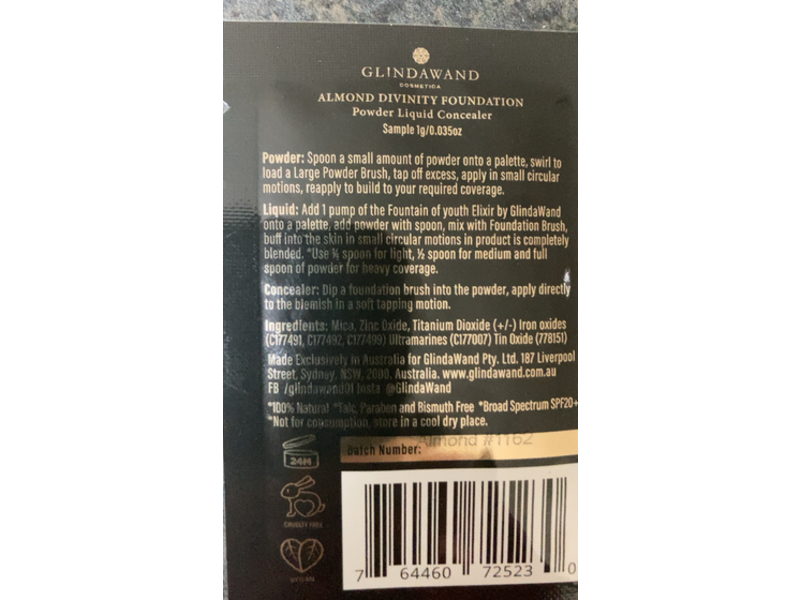 GLINDAWAND
COSMETICA
ALMOND DIVINITY FOUNDATION
Powder Liquid Concealer
Sample 1g/0.035oz
Powder: Spoon a small amount of powder onto a palette, swirl to
load a Large Powder Brush, tap off excess, apply in small circular
motions, reapply to build to your required coverage.
Liquid: Add 1 pump of the Fountain of youth Elixir by GlindaWand
onto a palette, add powder with spoon, mix with Foundation Brush,
buff into the skin in small circular motions in product is completely
blended. *Use ¼ spoon for light, ½ spoon for medium and full
spoon of powder for heavy coverage.
Concealer: Dip a foundation brush into the powder, apply directly
to the blemish in a soft tapping motion.
Ingredients: Mica, Zinc Oxide, Titanium Dioxide (+/-) Iron oxides
(C177491, C177492, C177499) Ultramarines (C177007) Tin Oxide (778151)
Made Exclusively in Australia for GlindaWand Pty. Ltd. 187 Liverpool
Street, Sydney, NSW, 2000. Australia. www.glindawand.com.au
FB /glindawand01 Insta @GlindaWand
*100% Natural *Talc, Paraben and Bismuth Free *Broad Spectrum SPF20+
*Not for consumption, store in a cool dry place.
Almond #1162
Batch Number:
24M
CRUELTY FREE
VEGAN
7 64460 72523 0